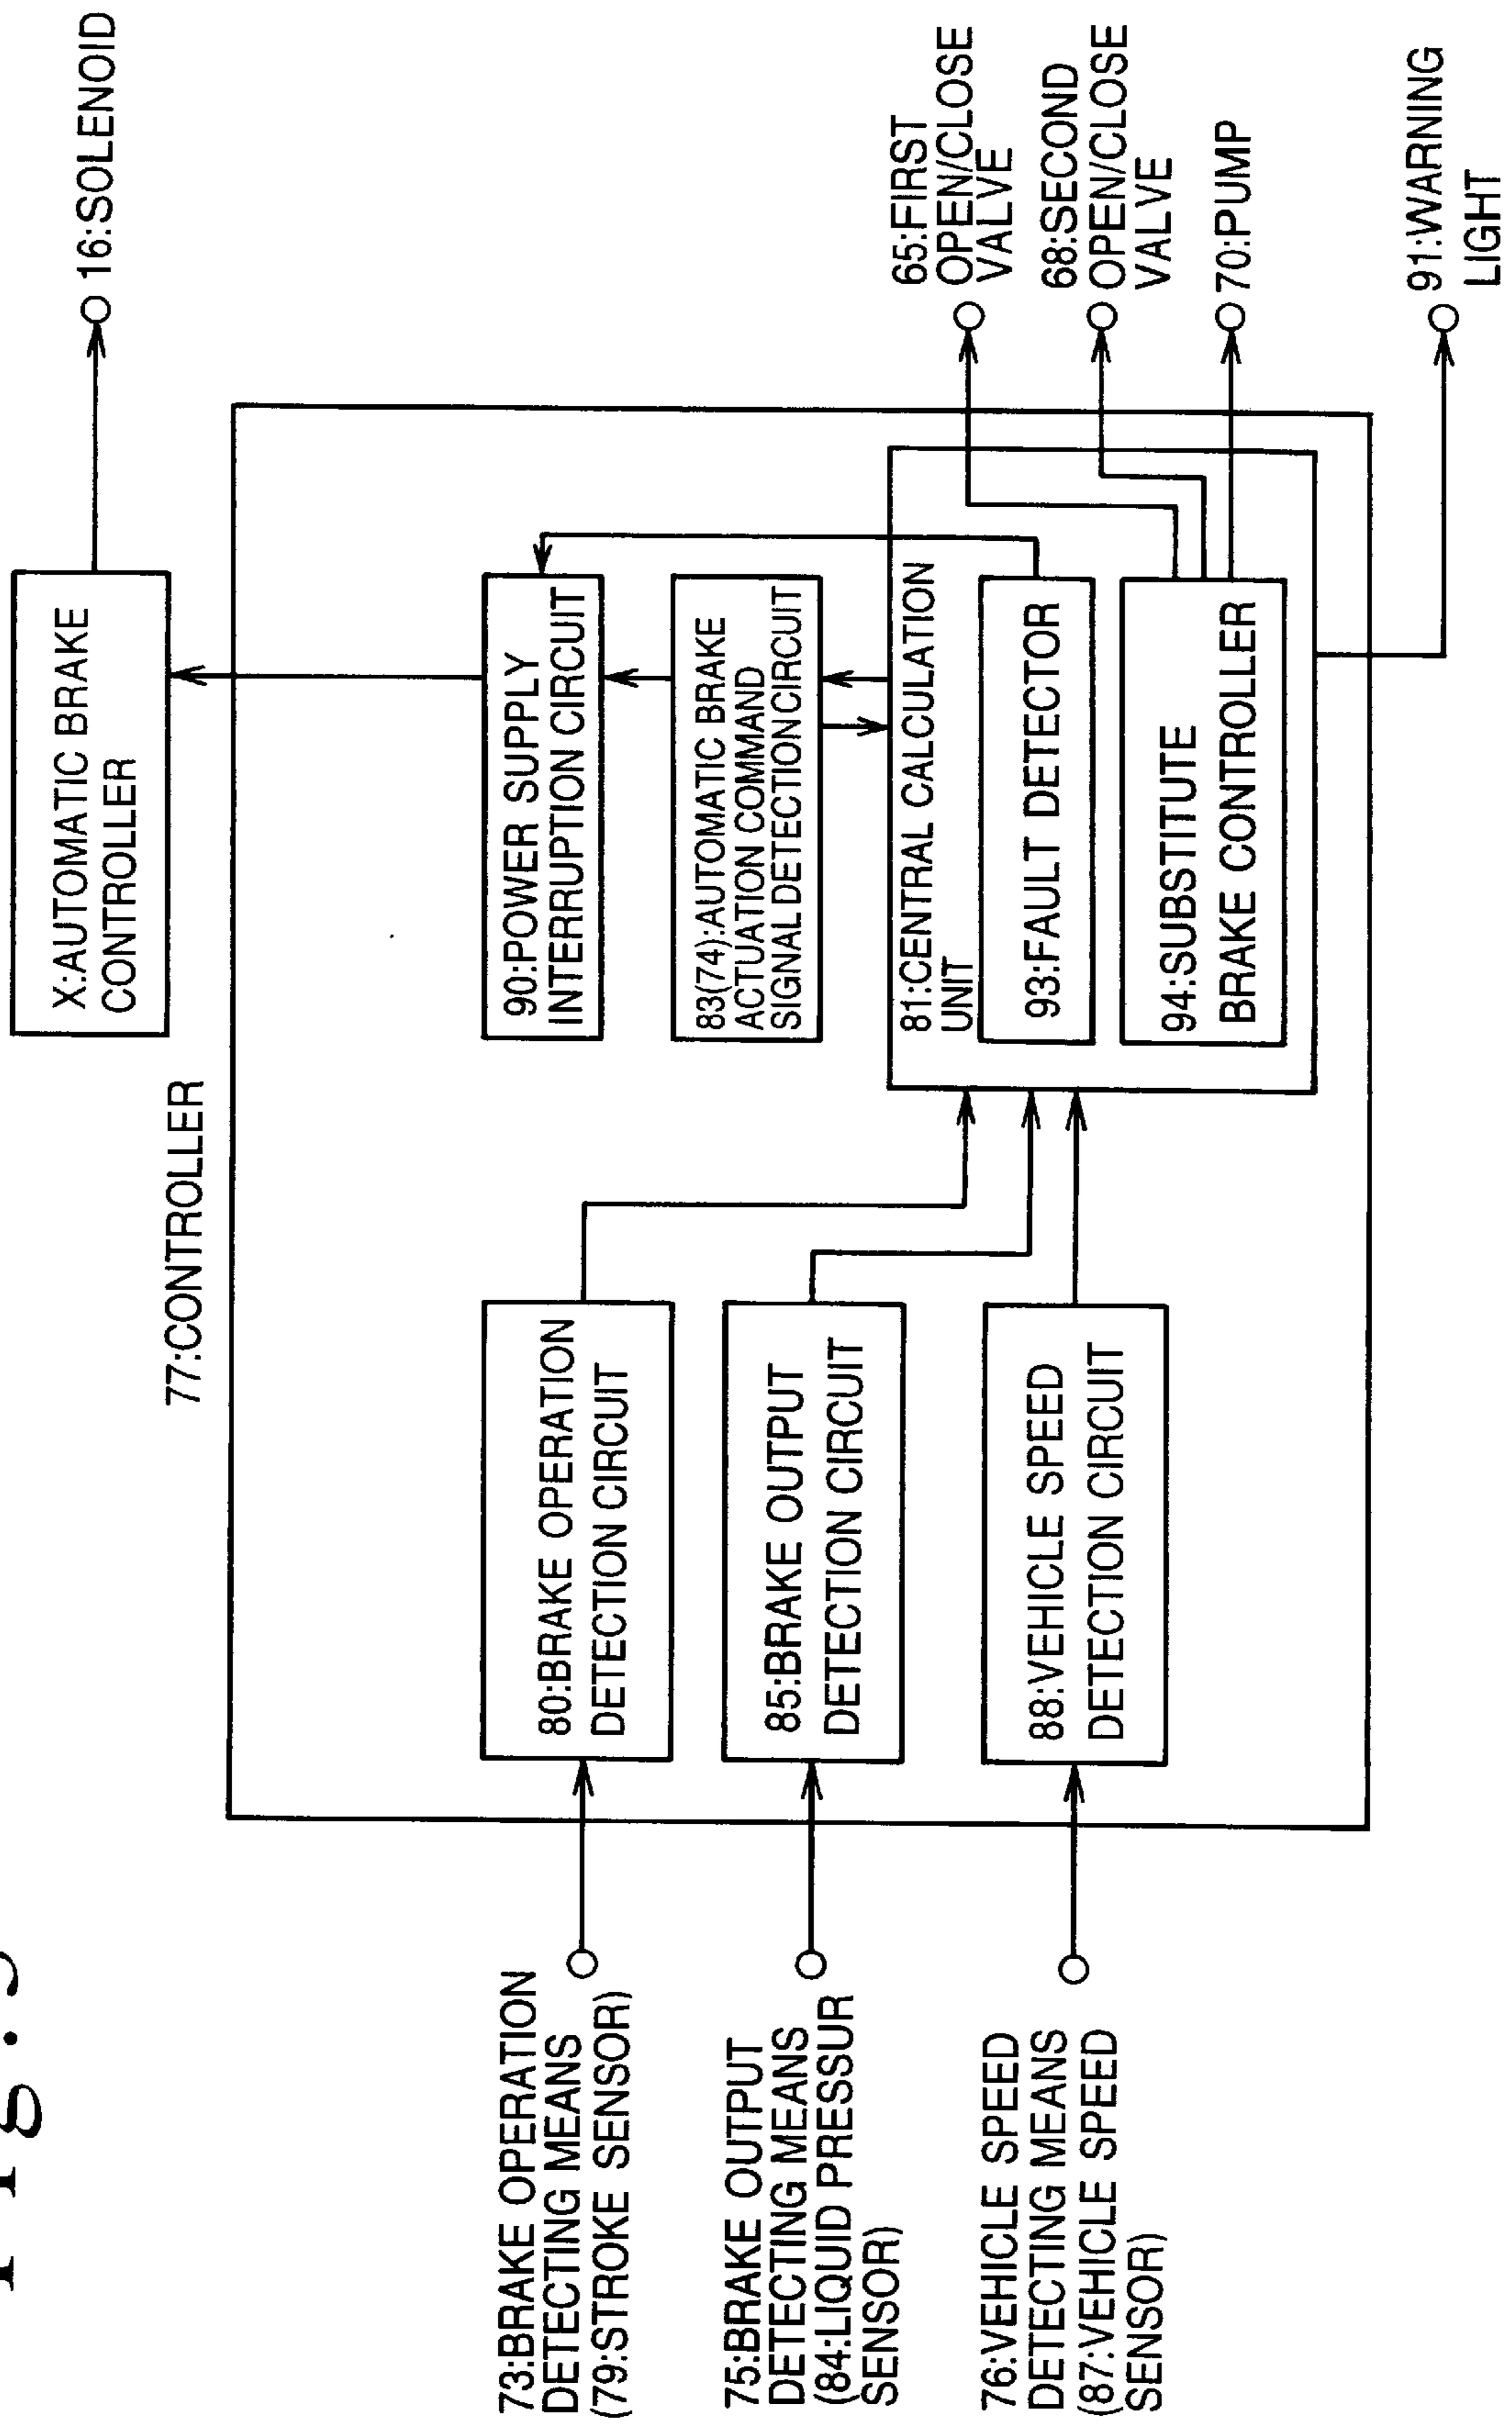 Fig.
X:AUTOMATIC BRAKE
CONTROLLER
16:SOLENOID
77:CONTROLLER
73:BRAKE OPERATION
DETECTING MEANS
(79:STROKE SENSOR)
80:BRAKE OPERATION
DETECTION CIRCUIT
90:POWER SUPPLY
INTERRUPTION CIRCUIT
75:BRAKE OUTPUT
DETECTING MEANS
(84:LIQUID PRESSUR
SENSOR)
85:BRAKE OUTPUT
DETECTION CIRCUIT
83(74):AUTOMATIC BRAKE
ACTUATION COMMAND
SIGNAL DETECTION CIRCUIT
76:VEHICLE SPEED
DETECTING MEANS
(87:VEHICLE SPEED
SENSOR)
88:VEHICLE SPEED
DETECTION CIRCUIT
81:CENTRAL CALCULATION
UNIT
93:FAULT DETECTOR
94:SUBSTITUTE
BRAKE CONTROLLER
65:FIRST
OPEN/CLOSE
VALVE
68:SECOND
OPEN/CLOSE
VALVE
70:PUMP
91:WARNING
LIGHT